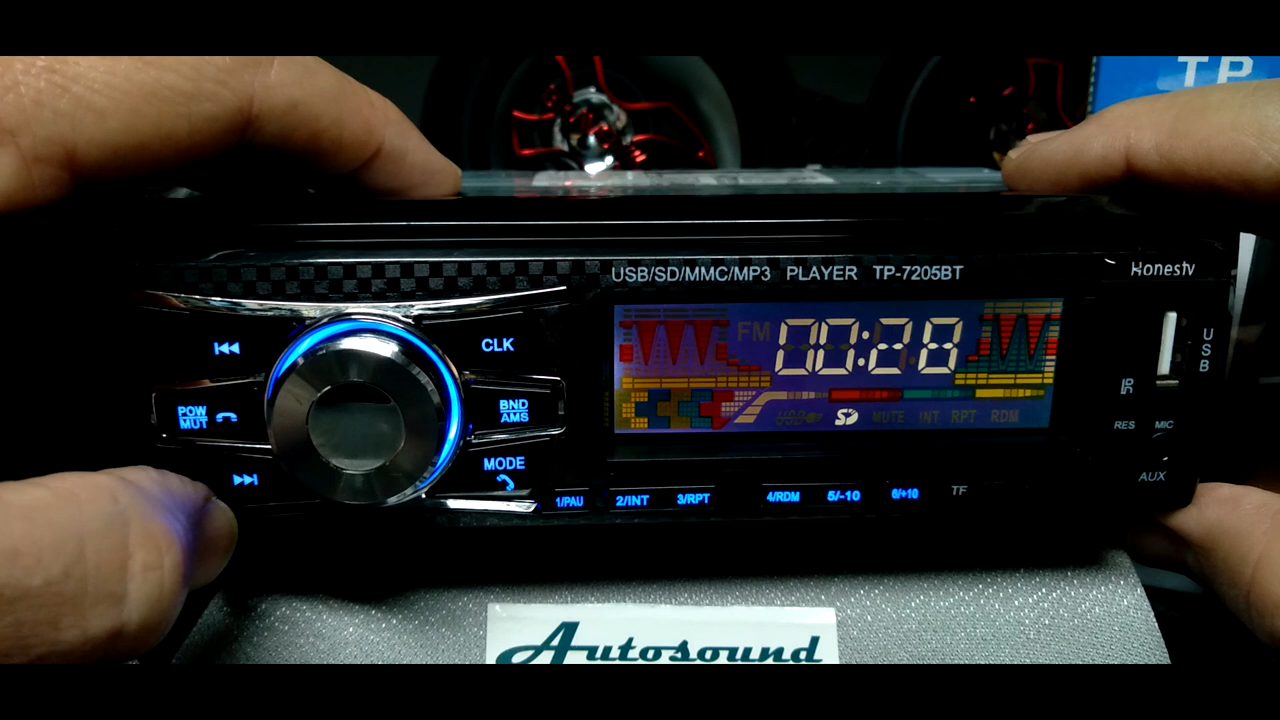 TP
USB/SD/MMC/MP3 PLAYER TP-7205BT
Honesty
CLK
FM 00:28
USB
POW
MUT
BND
AMS
SD MUTE INT RPT RDM
RES MIC
MODE
AUX
1/PAU 2/INT 3/RPT 4/RDM 5/-10 6/+10 TF
Autosound